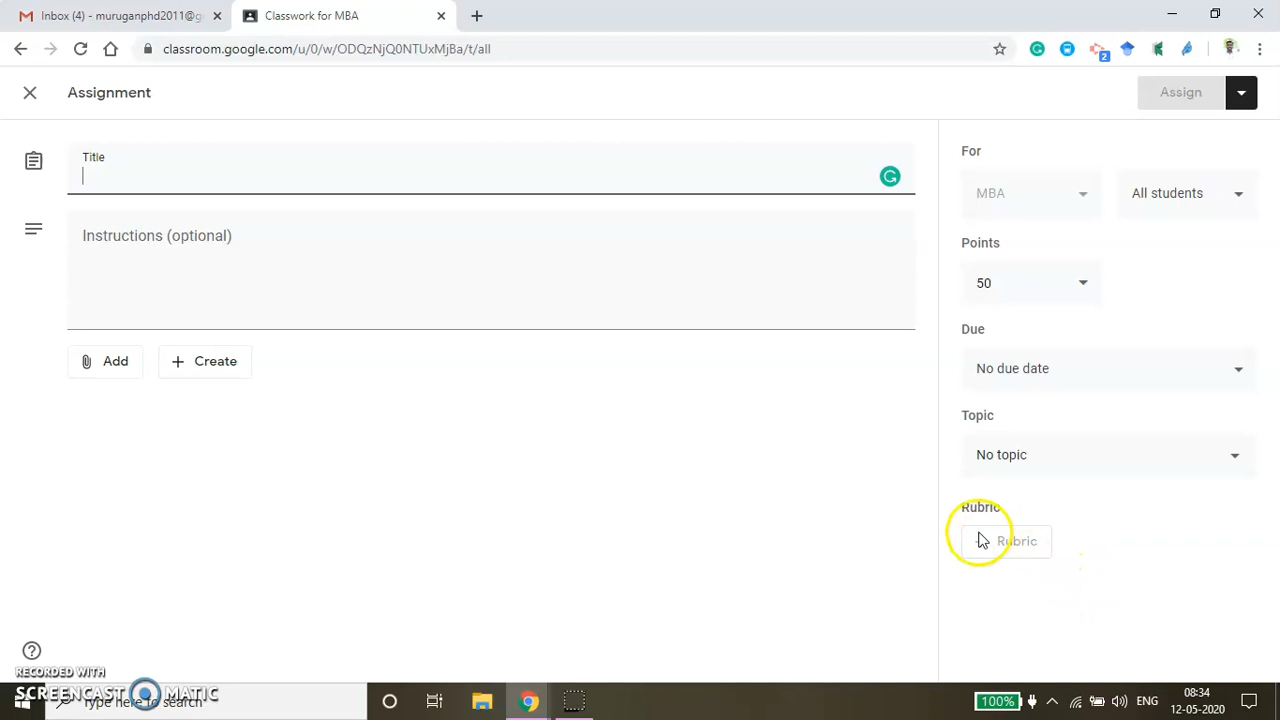 Inbox (4) - muruganphd2011@g
Classwork for MBA
classroom.google.com/u/0/w/ODQzNjQ0NTUxMjBa/t/all
2
Assignment
Assign
Title
Instructions (optional)
Add
Create
For
MBA
All students
Points
50
Due
No due date
Topic
No topic
Rubric
Rubric
RECORDED WITH
SCREENCAST MATIC
Type here to search
100%
ENG
08:34
12-05-2020